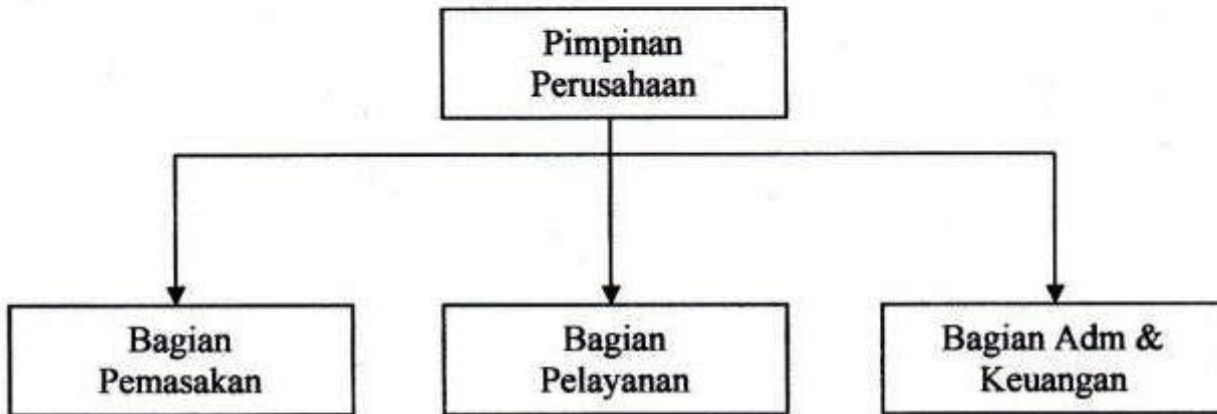 Pimpinan
Perusahaan
Bagian
Pemasakan
Bagian
Pelayanan
Bagian Adm &
Keuangan